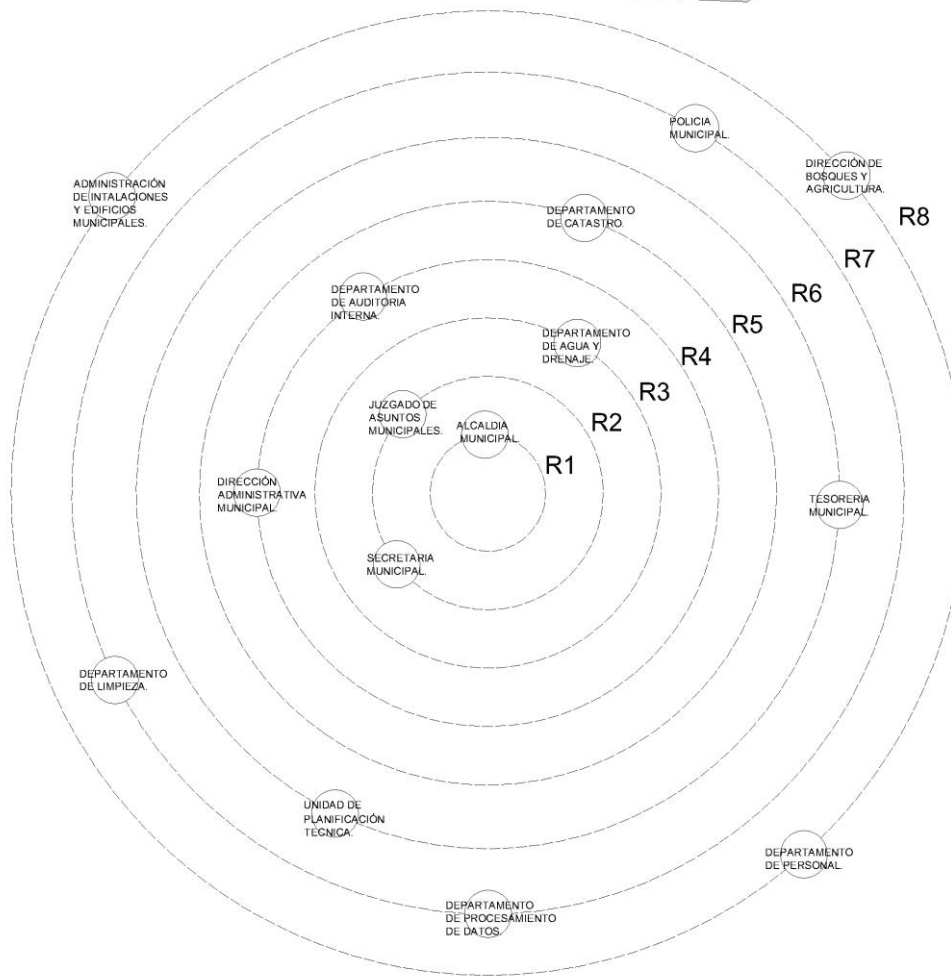 POLICIA
MUNICIPAL.
DIRECCIÓN DE
BOSQUES Y
AGRICULTURA.
ADMINISTRACIÓN
DE INTALACIONES
Y EDIFICIOS
MUNICIPALES.
R8
DEPARTAMENTO
DE CATASTRO.
R7
DEPARTAMENTO
DE AUDITORIA
INTERNA.
R6
R5
DEPARTAMENTO
DE AGUA Y
DRENAJE.
R4
R3
JUZGADO DE
ASUNTOS
MUNICIPALES.
ALCALDIA
MUNICIPAL.
R2
R1
DIRECCIÓN
ADMINISTRATIVA
MUNICIPAL.
TESORERIA
MUNICIPAL.
SECRETARIA
MUNICIPAL.
DEPARTAMENTO
DE LIMPIEZA.
UNIDAD DE
PLANIFICACIÓN
TECNICA.
DEPARTAMENTO
DE PERSONAL.
DEPARTAMENTO
DE PROCESAMIENTO
DE DATOS.